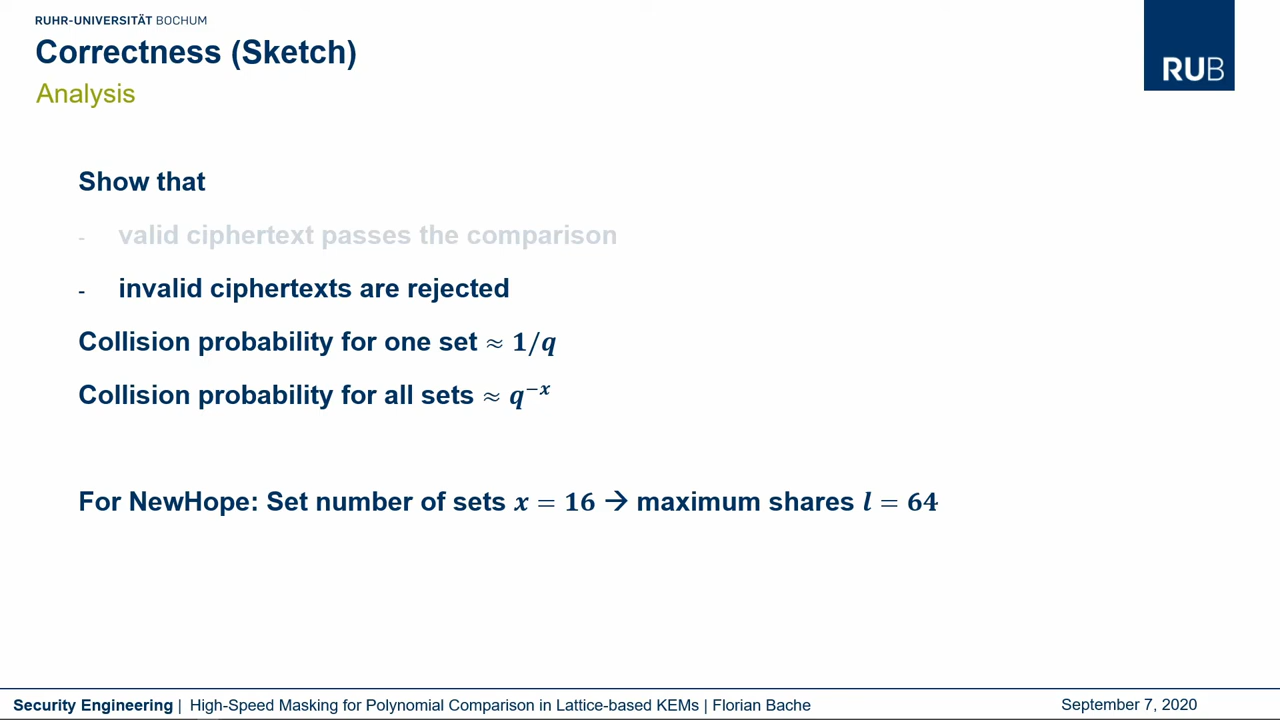 RUHR-UNIVERSITÄT BOCHUM
Correctness (Sketch)
Analysis
RUB
Show that
- valid ciphertext passes the comparison
- invalid ciphertexts are rejected
Collision probability for one set ≈ 1/q
Collision probability for all sets ≈ q⁻ˣ
For NewHope: Set number of sets x = 16 → maximum shares l = 64
Security Engineering | High-Speed Masking for Polynomial Comparison in Lattice-based KEMs | Florian Bache
September 7, 2020